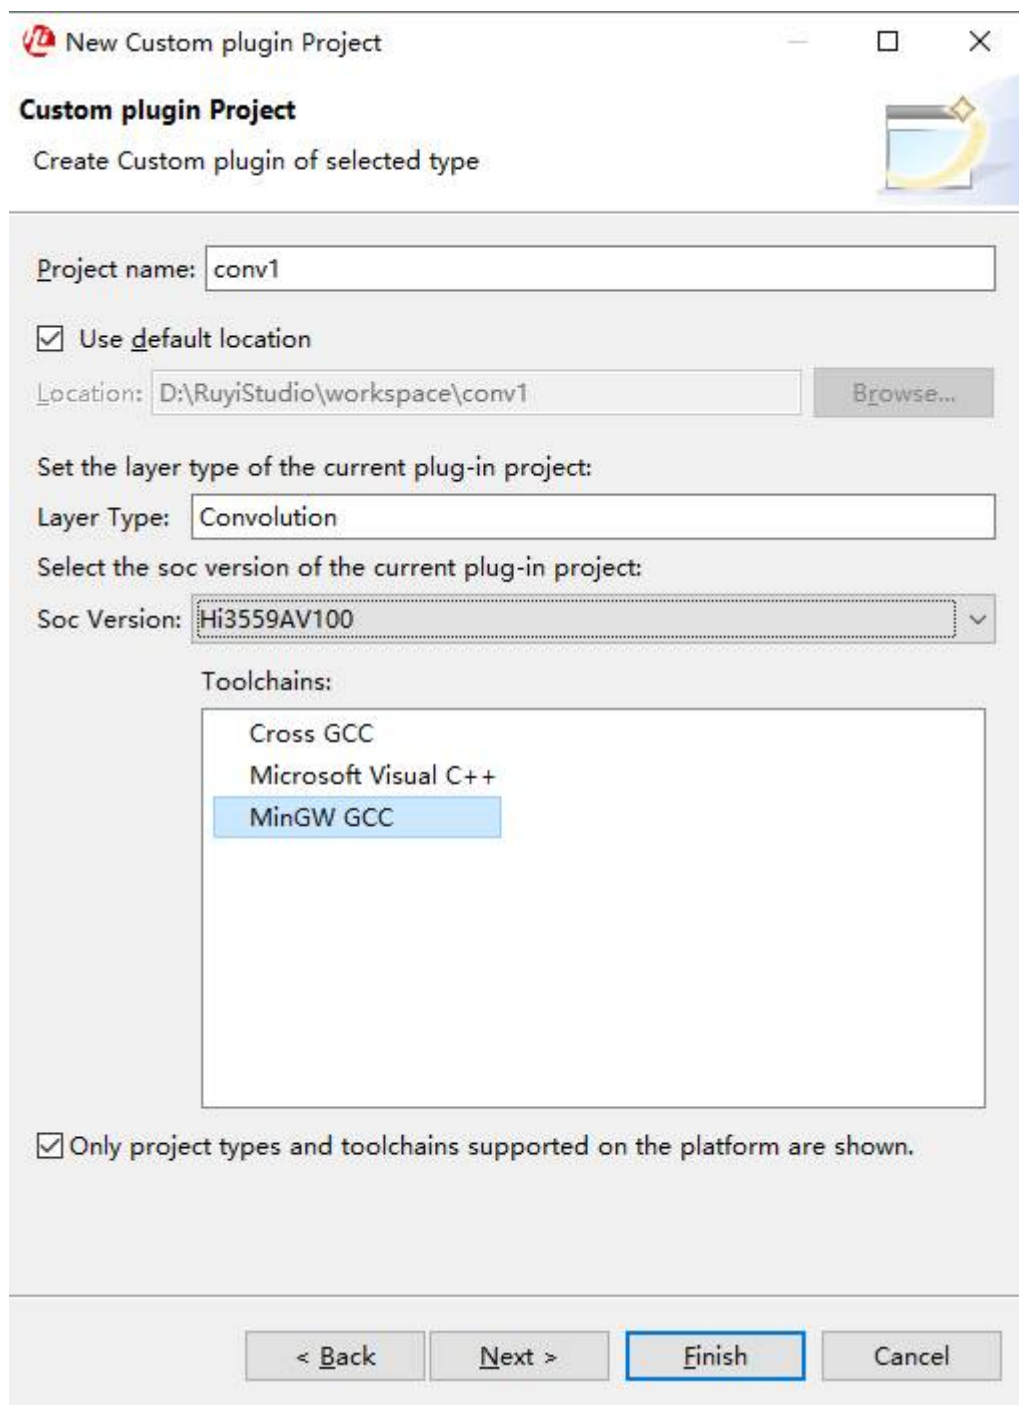 New Custom plugin Project
Custom plugin Project
Create Custom plugin of selected type
Project name: conv1
Use default location
Location: D:\RuyiStudio\workspace\conv1 Browse...
Set the layer type of the current plug-in project:
Layer Type: Convolution
Select the soc version of the current plug-in project:
Soc Version: Hi3559AV100
Toolchains:
Cross GCC
Microsoft Visual C++
MinGW GCC
Only project types and toolchains supported on the platform are shown.
< Back Next > Finish Cancel